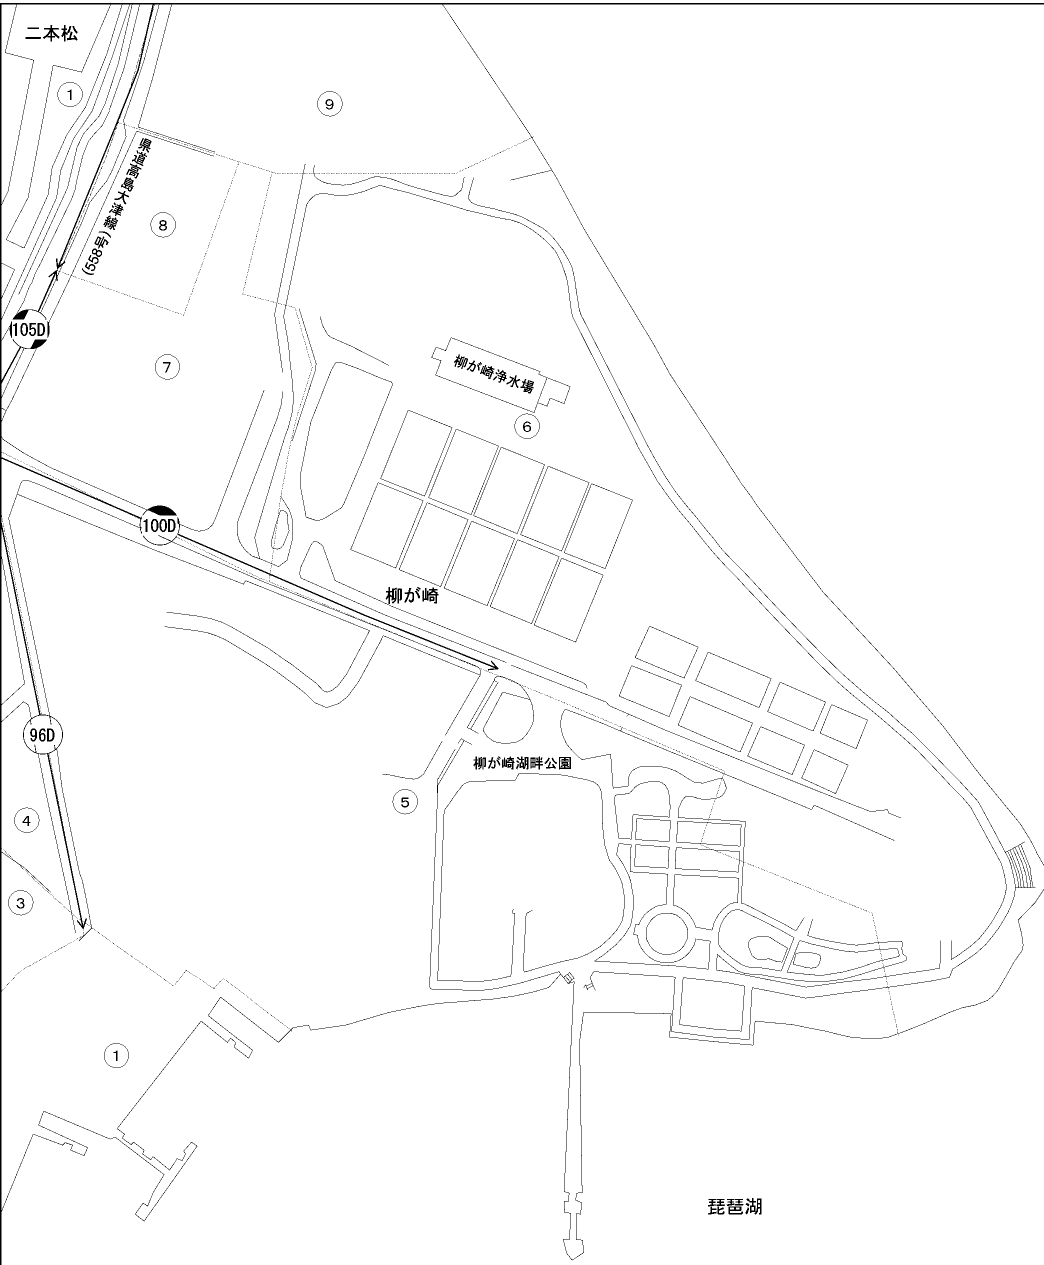 二本松
①
⑨
県道高島大津線
(558号)
⑧
105D
⑦
柳が崎浄水場
⑥
100D
柳が崎
96D
柳が崎湖畔公園
⑤
④
③
①
琵琶湖